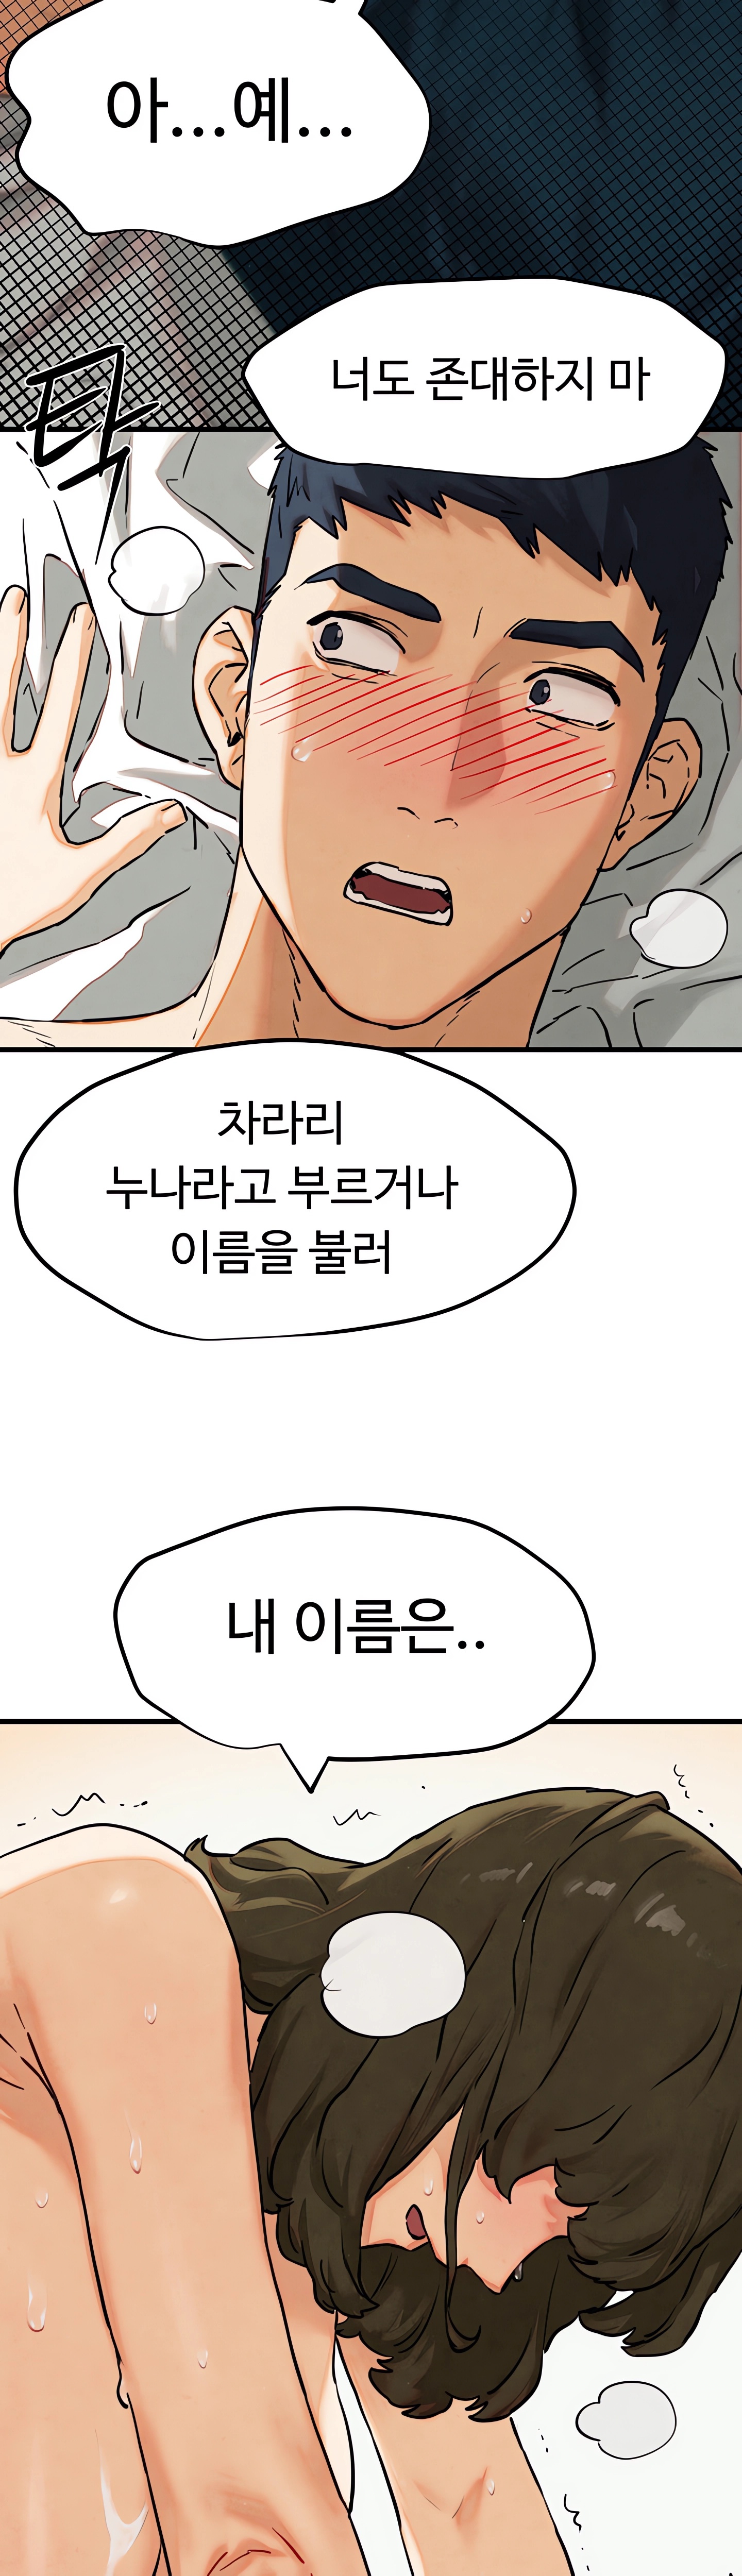 아...예...
너도 존대하지 마
탁
차라리
누나라고 부르거나
이름을 불러
내 이름은..